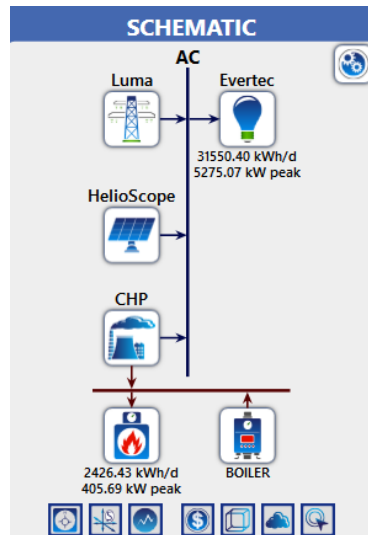 SCHEMATIC
AC
Luma
Evertec
31550.40 kWh/d
5275.07 kW peak
HelioScope
CHP
2426.43 kWh/d
405.69 kW peak
BOILER